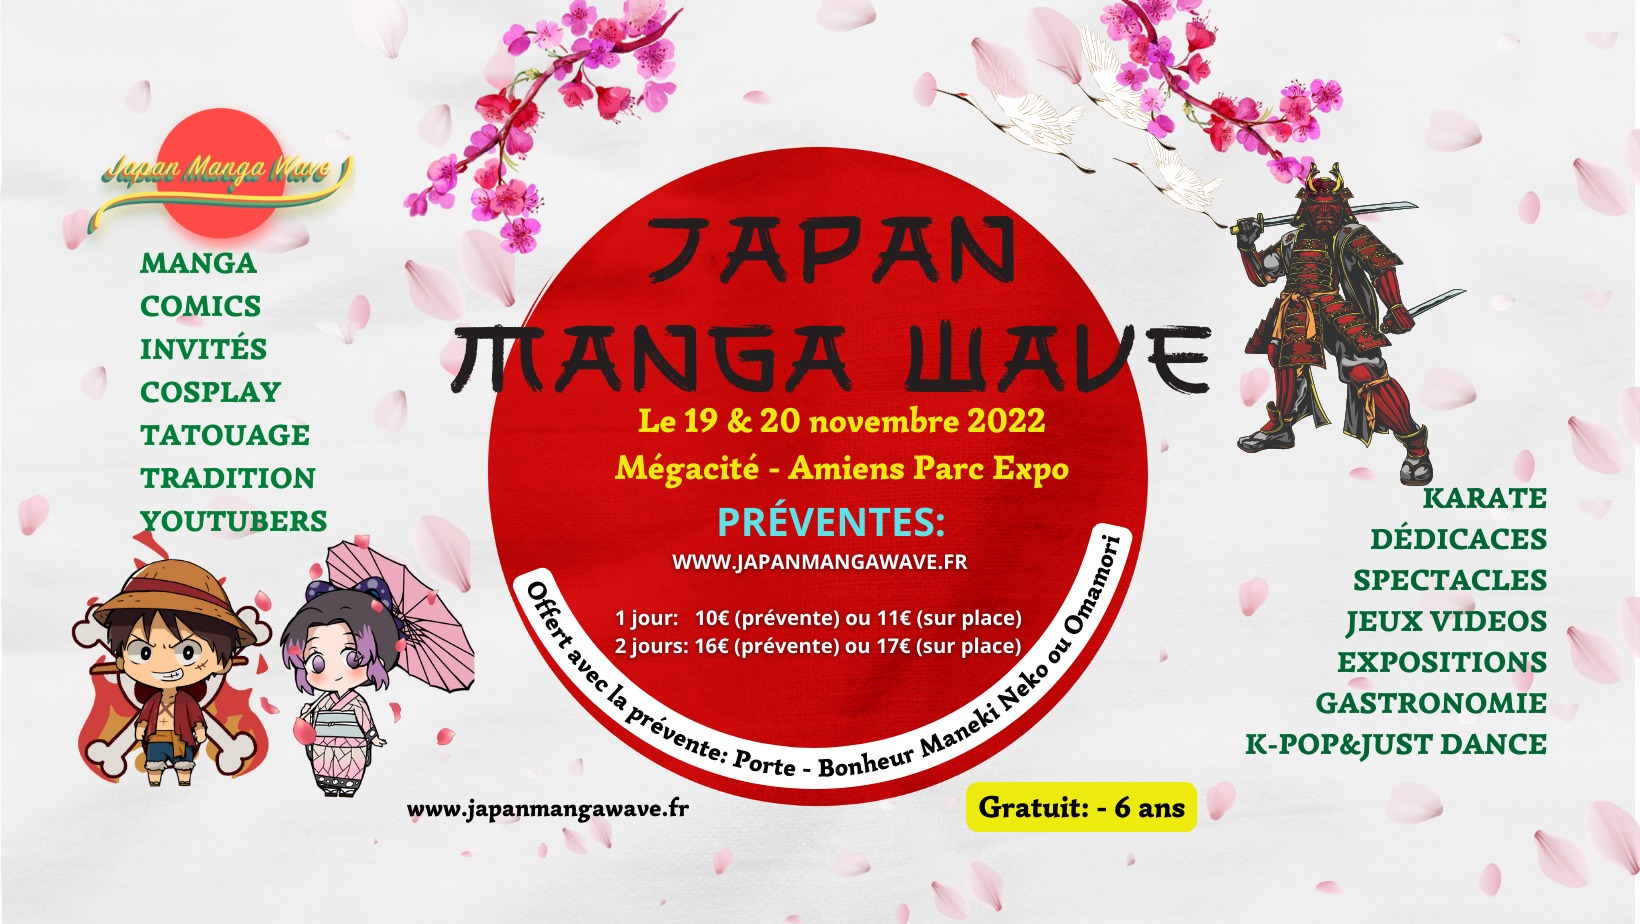 Japan Manga Wave
MANGA
COMICS
INVITÉS
COSPLAY
TATOUAGE
TRADITION
YOUTUBERS
JAPAN
MANGA WAVE
Le 19 & 20 novembre 2022
Mégacité - Amiens Parc Expo
PRÉVENTES:
WWW.JAPANMANGAWAVE.FR
1 jour: 10€ (prévente) ou 11€ (sur place)
2 jours: 16€ (prévente) ou 17€ (sur place)
Offert avec la prévente: Porte - Bonheur Maneki Neko ou Omamori
KARATE
DÉDICACES
SPECTACLES
JEUX VIDEOS
EXPOSITIONS
GASTRONOMIE
K-POP&JUST DANCE
www.japanmangawave.fr
Gratuit: - 6 ans